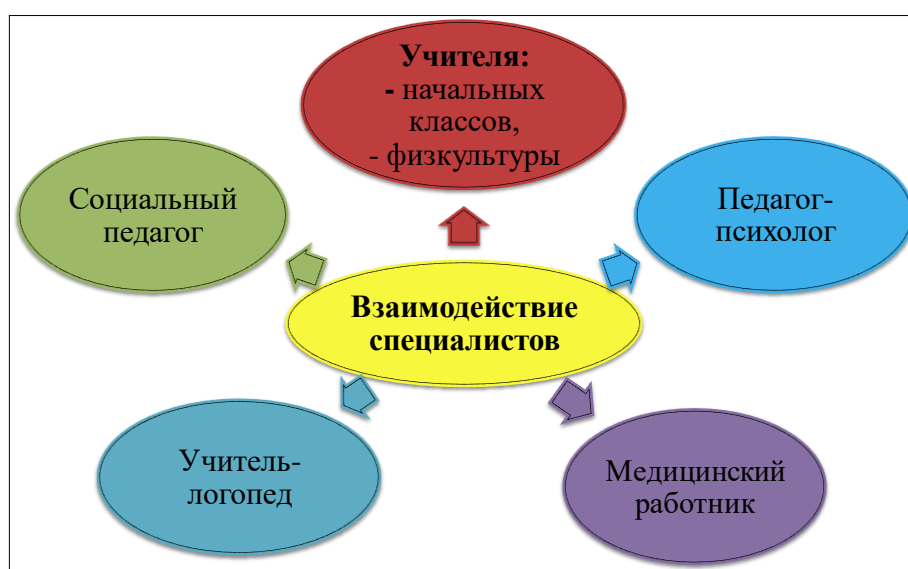 Учителя:
- начальных
классов,
- физкультуры
Социальный
педагог
Педагог-
психолог
Взаимодействие
специалистов
Учитель-
логопед
Медицинский
работник